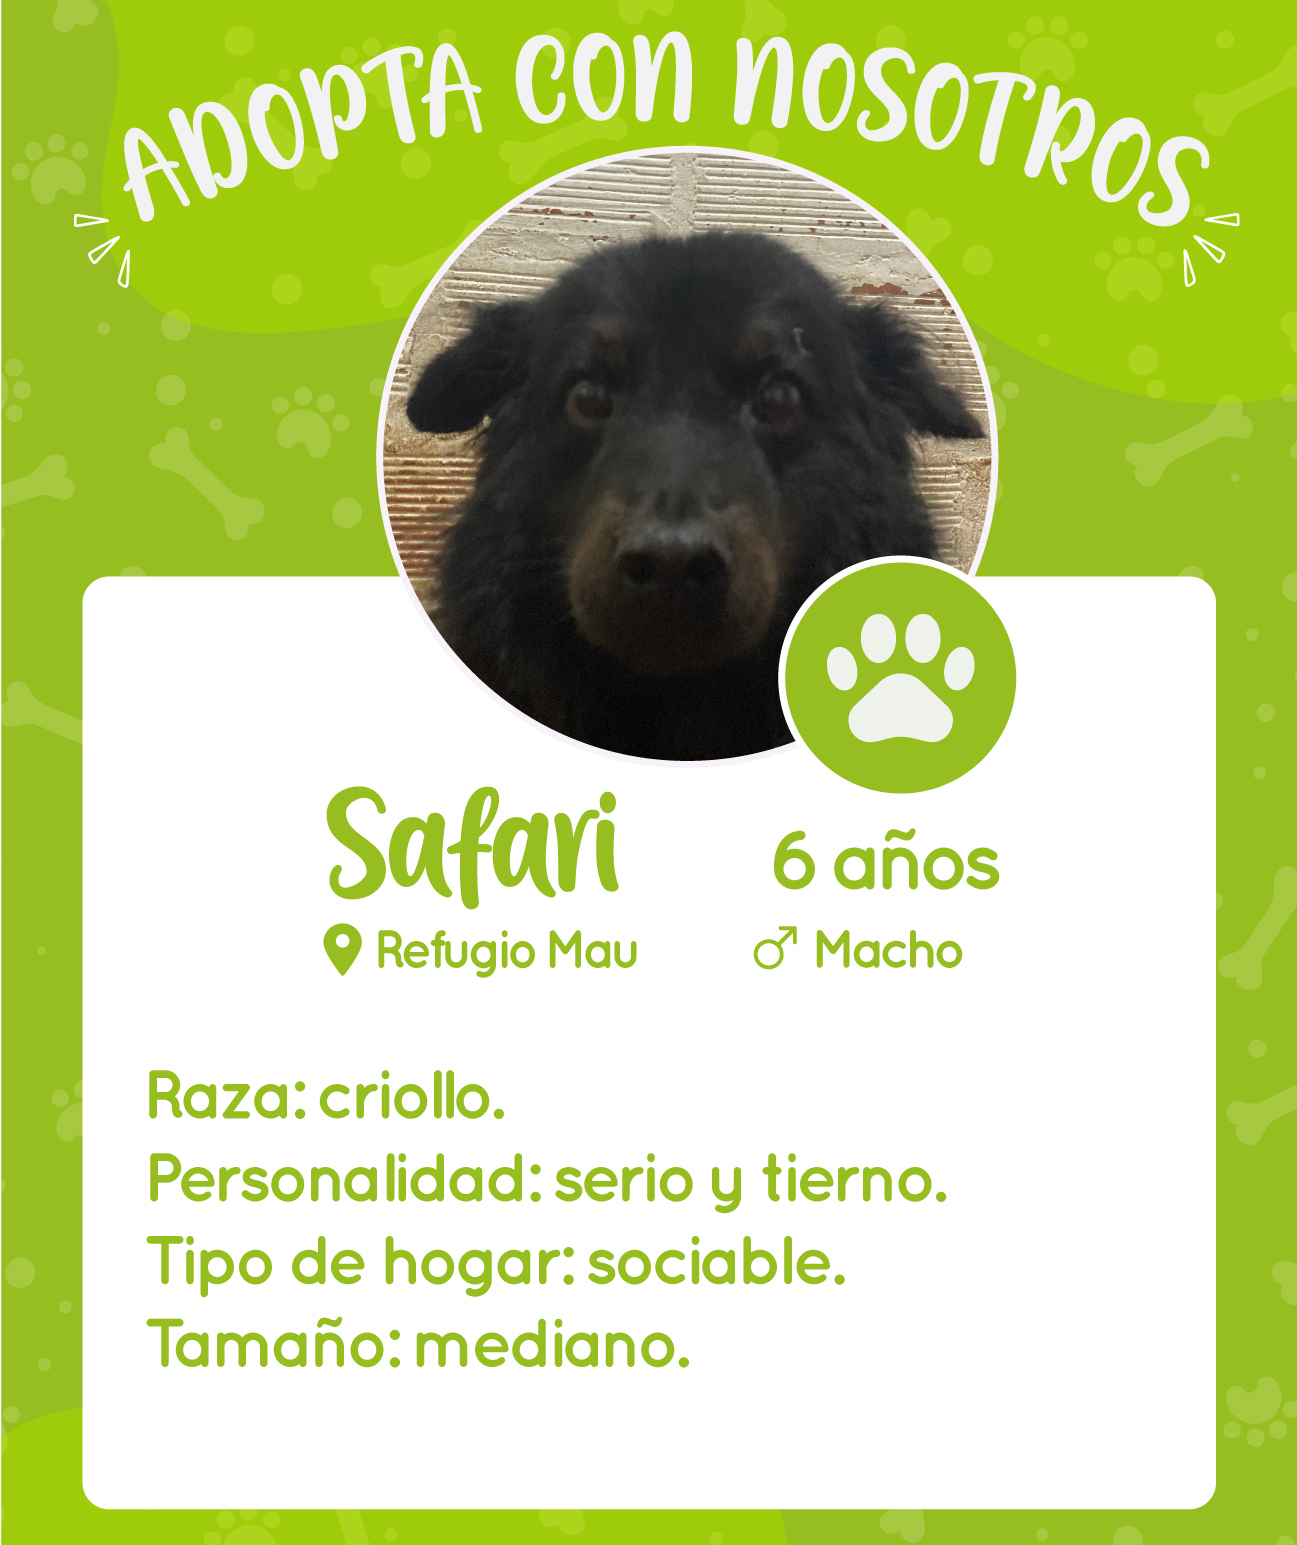 ADOPTA CON NOSOTROS
Safari
6 años
Refugio Mau
Macho
Raza: criollo.
Personalidad: serio y tierno.
Tipo de hogar: sociable.
Tamaño: mediano.